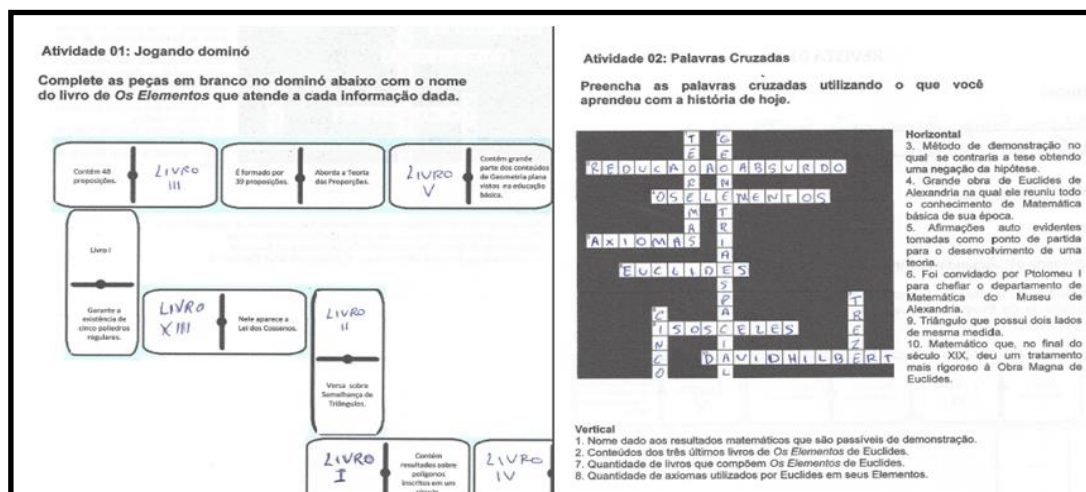 Atividade 01: Jogando dominó
Complete as peças em branco no dominó abaixo com o nome
do livro de Os Elementos que atende a cada informação dada.
Contém 48
proposições.
LIVRO
III
É formado por
39 proposições.
Aborda a Teoria
das Proporções.
LIVRO
V
Contém grande
parte dos conteúdos
de Geometria plana
vistos na educação
básica.
Livro I
Garante a
existência de
cinco poliedros
regulares.
LIVRO
XIII
Nele aparece a
Lei dos Cossenos.
LIVRO
II
Versa sobre
Semelhança de
Triângulos.
LIVRO
I
Contém
resultados sobre
polígonos
inscritos em um
círculo.
LIVRO
IV
Atividade 02: Palavras Cruzadas
Preencha as palavras cruzadas utilizando o que você
aprendeu com a história de hoje.
TEOREMAS
GEOMETRIAESPACIAL
REDUCAOAOABSURDO
OSELEMENTOS
AXIOMAS
EUCLIDES
TREZE
CINCO
ISOSCELES
DAVIDHILBERT
Horizontal
3. Método de demonstração no
qual se contraria a tese obtendo
uma negação da hipótese.
4. Grande obra de Euclides de
Alexandria na qual ele reuniu todo
o conhecimento de Matemática
básica de sua época.
5. Afirmações auto evidentes
tomadas como ponto de partida
para o desenvolvimento de uma
teoria.
6. Foi convidado por Ptolomeu I
para chefiar o departamento de
Matemática do Museu de
Alexandria.
9. Triângulo que possui dois lados
de mesma medida.
10. Matemático que, no final do
século XIX, deu um tratamento
mais rigoroso à Obra Magna de
Euclides.
Vertical
1. Nome dado aos resultados matemáticos que são passíveis de demonstração.
2. Conteúdos dos três últimos livros de Os Elementos de Euclides.
7. Quantidade de livros que compõem Os Elementos de Euclides.
8. Quantidade de axiomas utilizados por Euclides em seus Elementos.